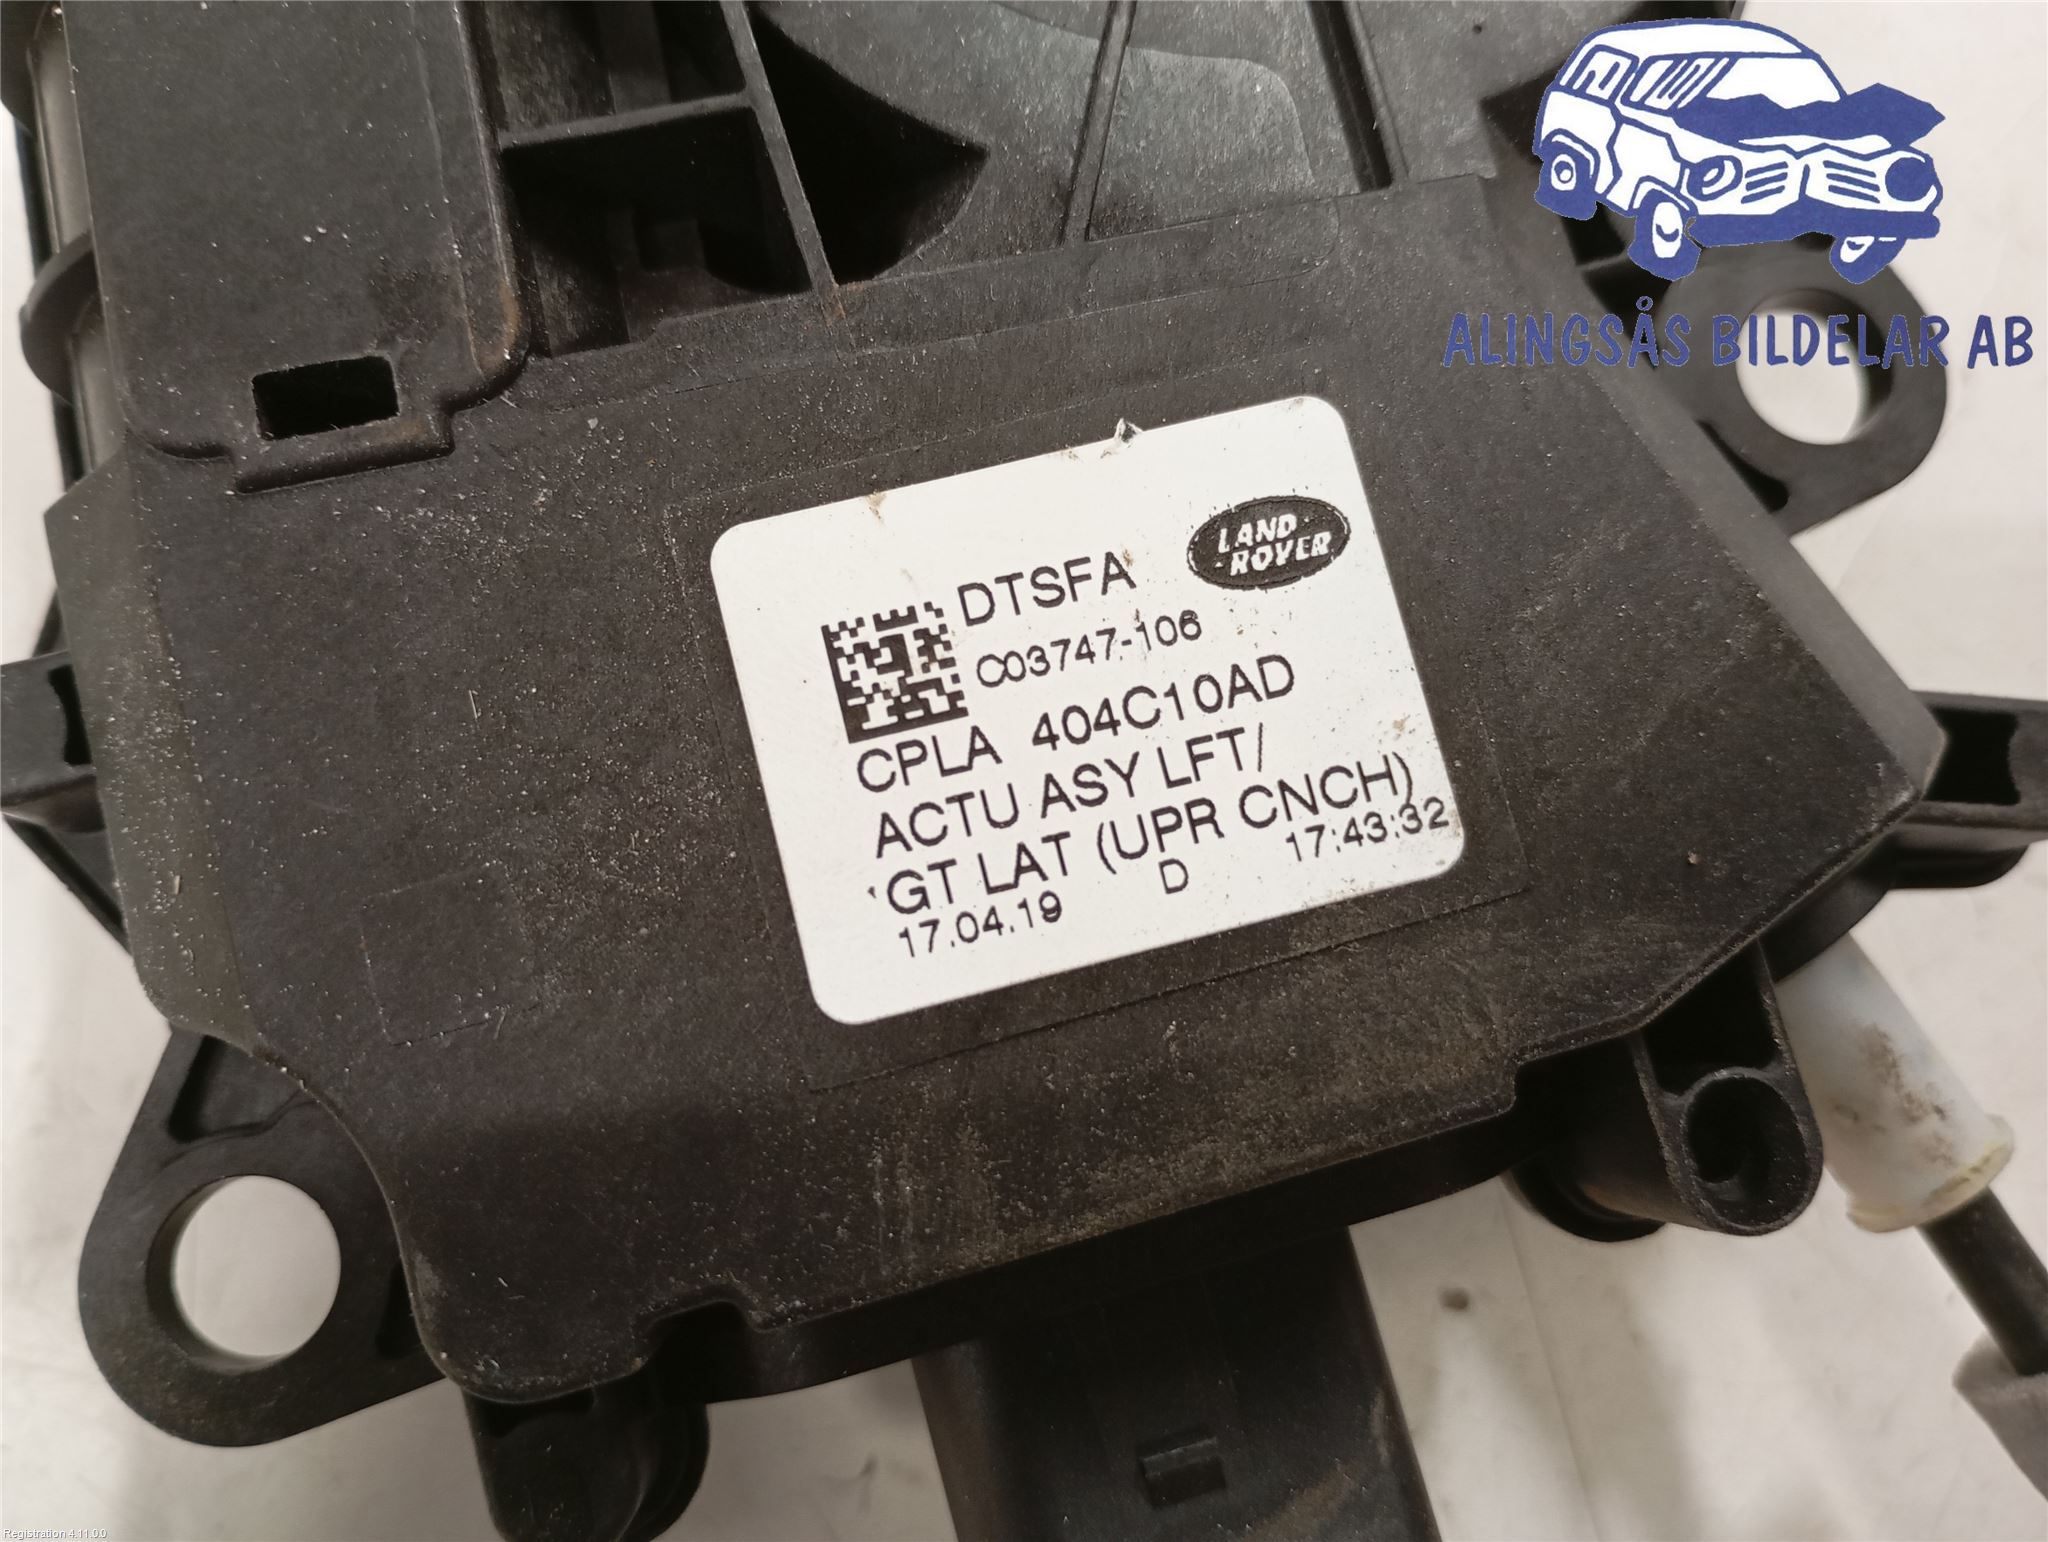 ALINGSÅS BILDELAR AB
LAND
-ROVER
DTSFA
C03747-106
CPLA 404C10AD
ACTU ASY LFT/
GT LAT (UPR CNCH)
17.04.19 D 17:43:32
Registration 4.11.0.0